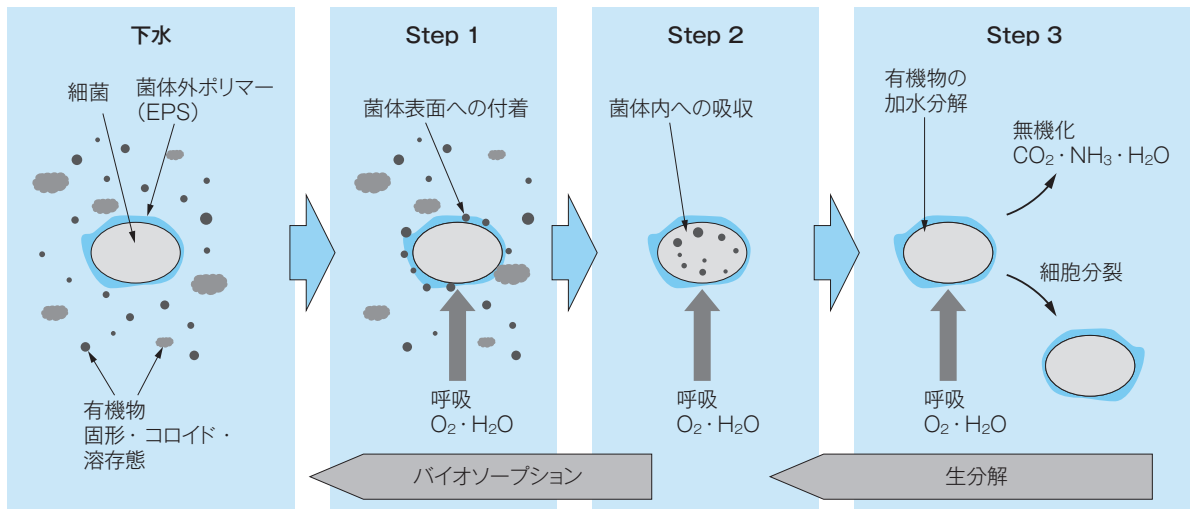 下水
細菌
菌体外ポリマー
(EPS)
有機物
固形・コロイド・
溶存態
Step 1
菌体表面への付着
呼吸
O₂・H₂O
Step 2
菌体内への吸収
呼吸
O₂・H₂O
バイオソープション
Step 3
有機物の
加水分解
無機化
CO₂・NH₃・H₂O
細胞分裂
呼吸
O₂・H₂O
生分解